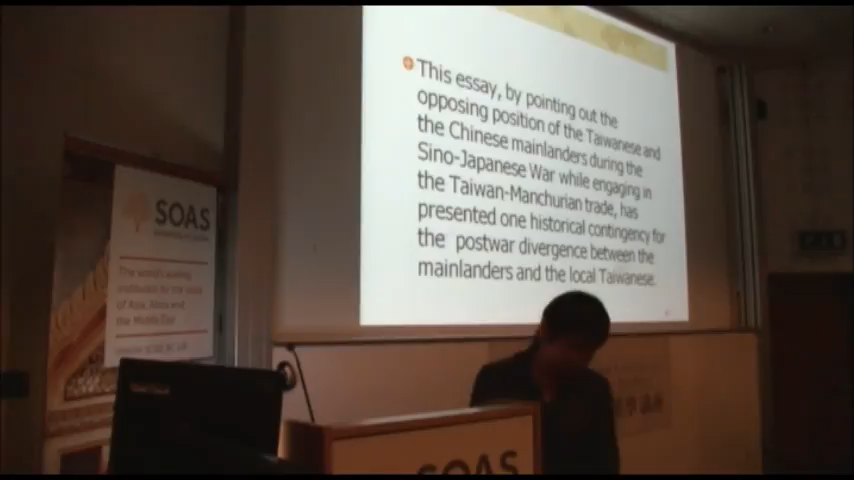 This essay, by pointing out the
opposing position of the Taiwanese and
the Chinese mainlanders during the
Sino-Japanese War while engaging in
the Taiwan-Manchurian trade, has
presented one historical contingency for
the postwar divergence between the
mainlanders and the local Taiwanese.
SOAS
The world's leading
institution for the study
of Asia, Africa and
the Middle East
SOAS